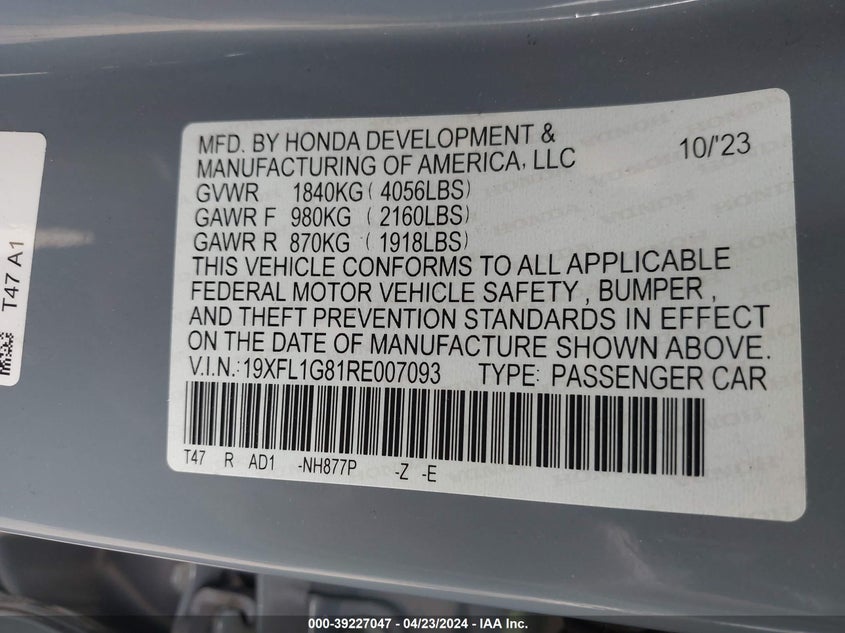 MFD. BY HONDA DEVELOPMENT &
MANUFACTURING OF AMERICA, LLC 10/'23
GVWR 1840KG ( 4056LBS)
GAWR F 980KG ( 2160LBS)
GAWR R 870KG ( 1918LBS)
THIS VEHICLE CONFORMS TO ALL APPLICABLE
FEDERAL MOTOR VEHICLE SAFETY , BUMPER ,
AND THEFT PREVENTION STANDARDS IN EFFECT
ON THE DATE OF MANUFACTURE SHOWN ABOVE.
V.I.N.: 19XFL1G81RE007093 TYPE: PASSENGER CAR
T47 R AD1 -NH877P -Z -E
T47 A1
000-39227047 - 04/23/2024 - IAA Inc.